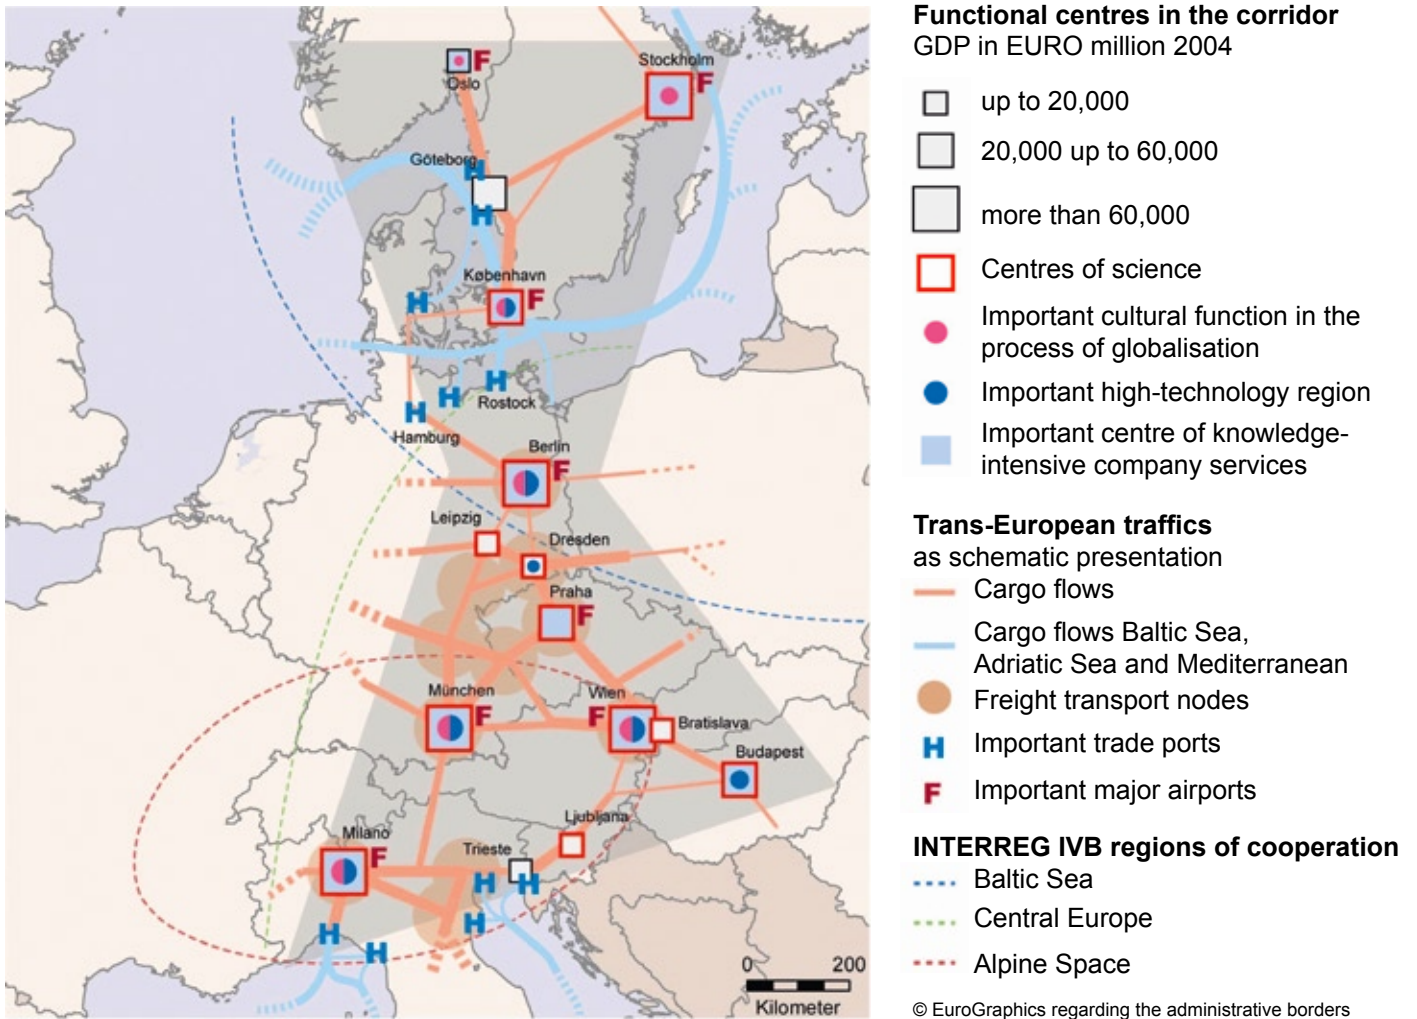 Stockholm
F
F
Oslo
Göteborg
H
H
København
H
F
H
H
H
Rostock
Hamburg
Berlin
F
Leipzig
Dresden
Praha
F
München
F
Wien
F
Bratislava
Budapest
Ljubljana
Milano
F
Trieste
H
H
H
H
H
0 200
Kilometer
Functional centres in the corridor
GDP in EURO million 2004
up to 20,000
20,000 up to 60,000
more than 60,000
Centres of science
Important cultural function in the
process of globalisation
Important high-technology region
Important centre of knowledge-
intensive company services
Trans-European traffics
as schematic presentation
Cargo flows
Cargo flows Baltic Sea,
Adriatic Sea and Mediterranean
Freight transport nodes
H Important trade ports
F Important major airports
INTERREG IVB regions of cooperation
Baltic Sea
Central Europe
Alpine Space
© EuroGraphics regarding the administrative borders